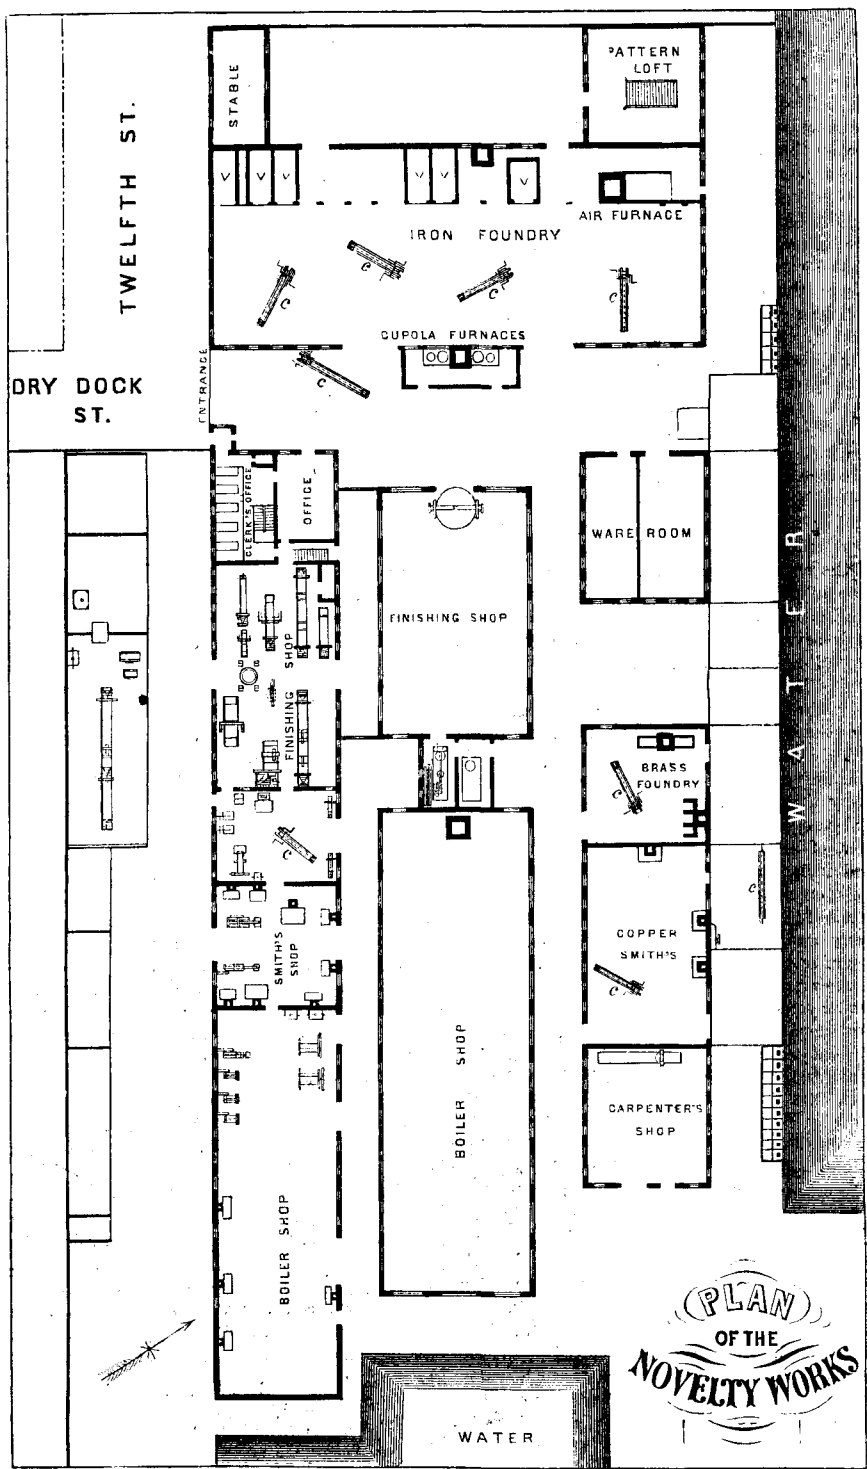 PATTERN
LOFT
STABLE
TWELFTH ST.
V
V
V
V
V
V
AIR FURNACE
IRON FOUNDRY
C
C
C
C
CUPOLA FURNACES
C
ENTRANCE
DRY DOCK
ST.
CLERK'S OFFICE
OFFICE
WARE ROOM
WATER
FINISHING SHOP
FINISHING SHOP
BRASS
FOUNDRY
C
C
C
COPPER
SMITH'S
C
SMITH'S
SHOP
BOILER SHOP
CARPENTER'S
SHOP
BOILER SHOP
PLAN
OF THE
NOVELTY WORKS
WATER